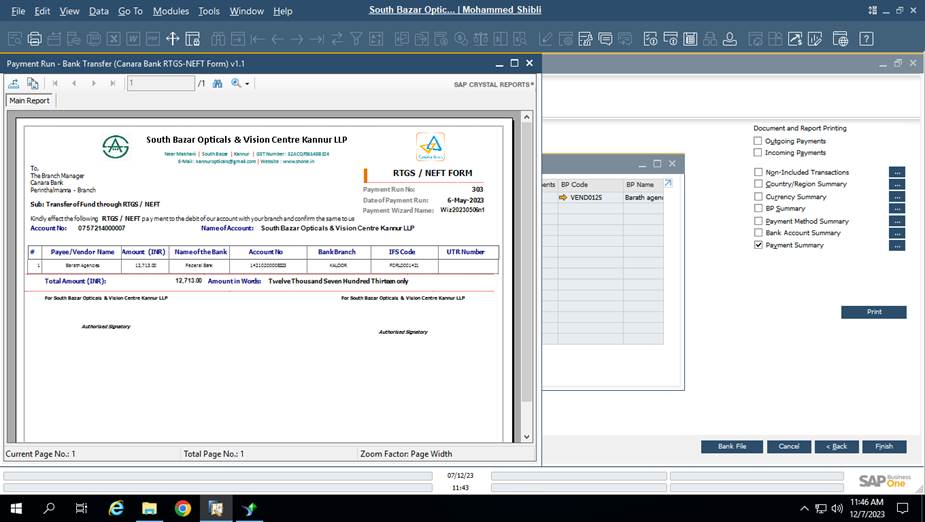 South Bazar Optic... | Mohammed Shibli
File Edit View Data Go To Modules Tools Window Help
Payment Run - Bank Transfer (Canara Bank RTGS-NEFT Form) v1.1
1 /1
SAP CRYSTAL REPORTS®
Main Report
South Bazar Opticals & Vision Centre Kannur LLP
Near Makhani | South Bazar | Kannur | GST Number:
E-Mail: kannuropticals@gmail.com | Website : www.shone.in
To,
The Branch Manager
Canara Bank
Perinthalmanna - Branch
RTGS / NEFT FORM
Payment Run No: 303
Date of Payment Run: 6-May-2023
Payment Wizard Name: Wiz20230506n1
Sub: Transfer of Fund through RTGS / NEFT
Kindly effect the following RTGS / NEFT payment to the debit of our account with your branch and confirm the same to us
Account No: 0757214000007 Name of Account: South Bazar Opticals & Vision Centre Kannur LLP
# Payee/Vendor Name Amount (INR) Name of the Bank Account No Bank Branch IFS Code UTR Number
1 Barath Agencies 12,713.00 Federal Bank KALOOR
Total Amount (INR): 12,713.00 Amount in Words: Twelve Thousand Seven Hundred Thirteen only
For South Bazar Opticals & Vision Centre Kannur LLP For South Bazar Opticals & Vision Centre Kannur LLP
Authorised Signatory Authorised Signatory
Current Page No.: 1 Total Page No.: 1 Zoom Factor: Page Width
ents BP Code BP Name
VEND0125 Barath agen
Document and Report Printing
Outgoing Payments
Incoming Payments
Non-Included Transactions ...
Country/Region Summary ...
Currency Summary ...
BP Summary ...
Payment Method Summary ...
Bank Account Summary ...
Payment Summary ...
Print
Bank File Cancel < Back Finish
07/12/23
11:43
SAP Business One
11:46 AM
12/7/2023